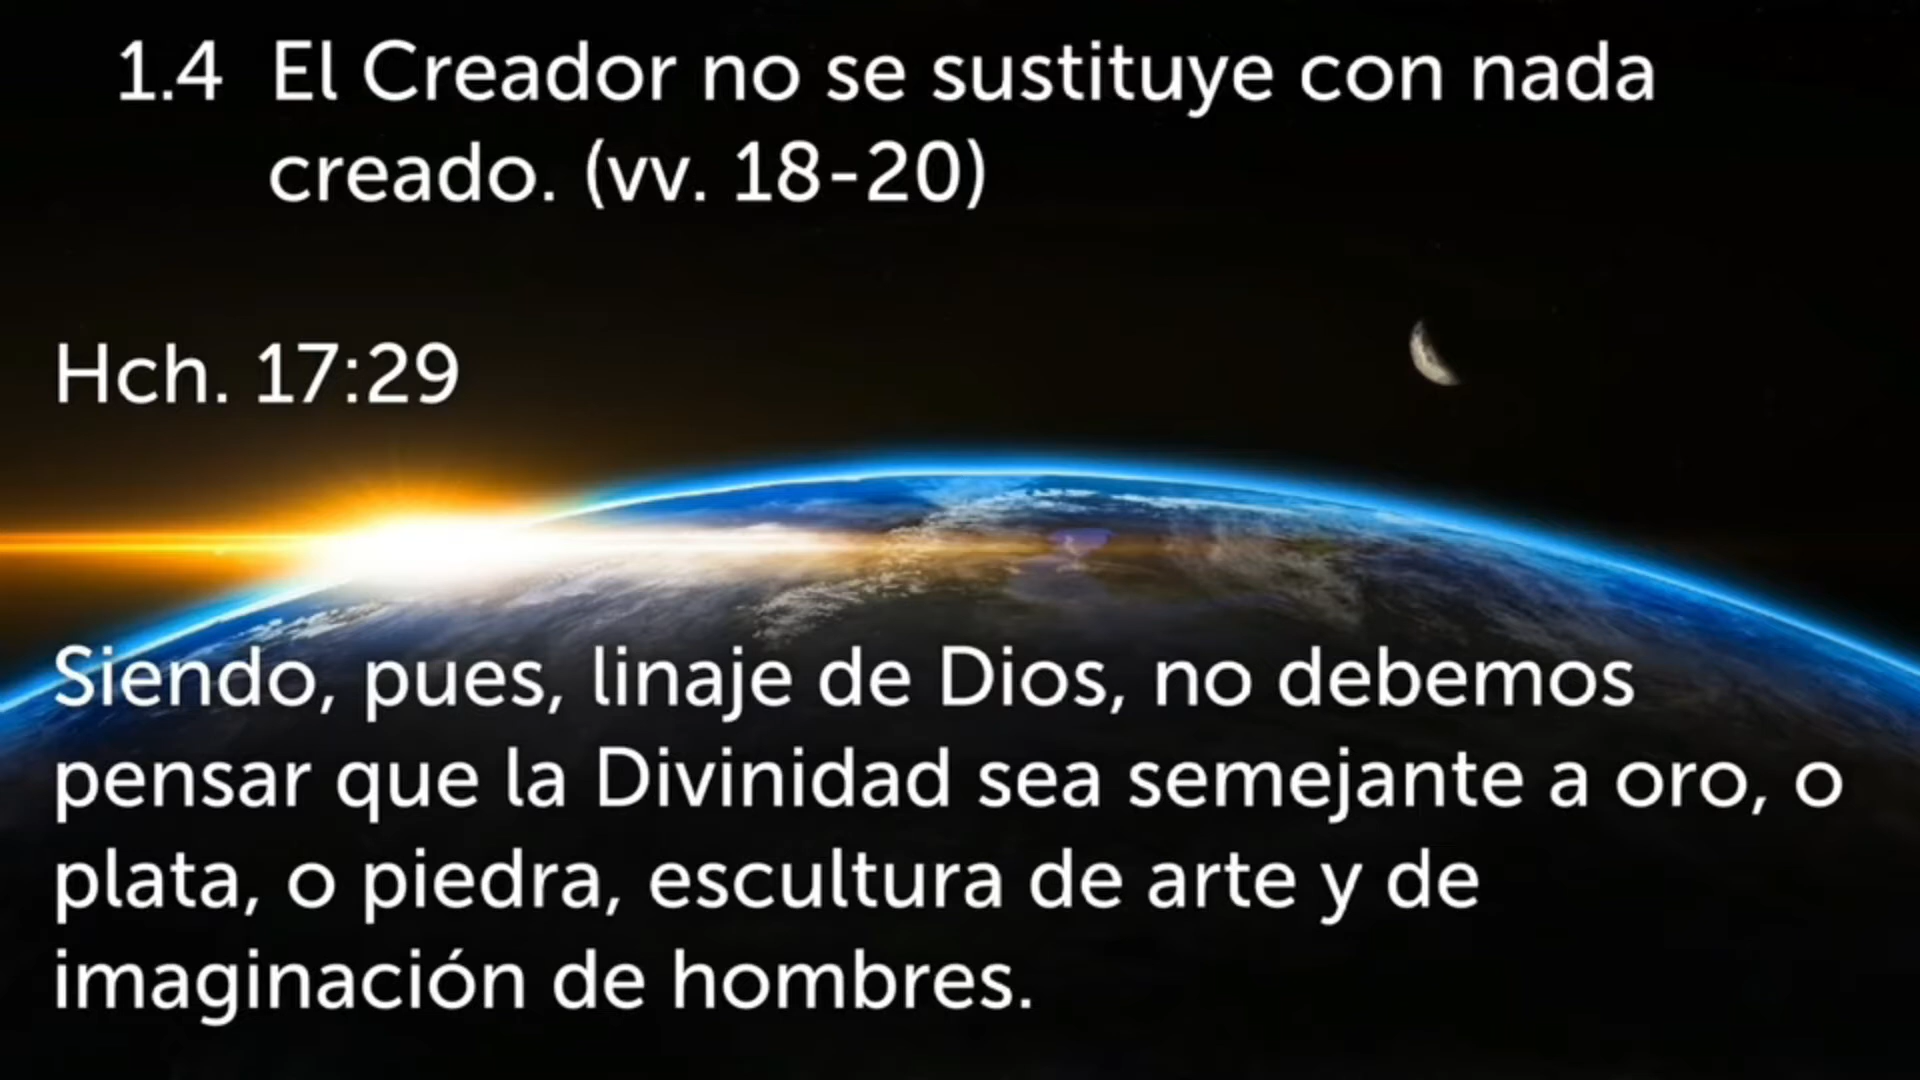 1.4 El Creador no se sustituye con nada
creado. (vv. 18-20)
Hch. 17:29
Siendo, pues, linaje de Dios, no debemos
pensar que la Divinidad sea semejante a oro, o
plata, o piedra, escultura de arte y de
imaginación de hombres.